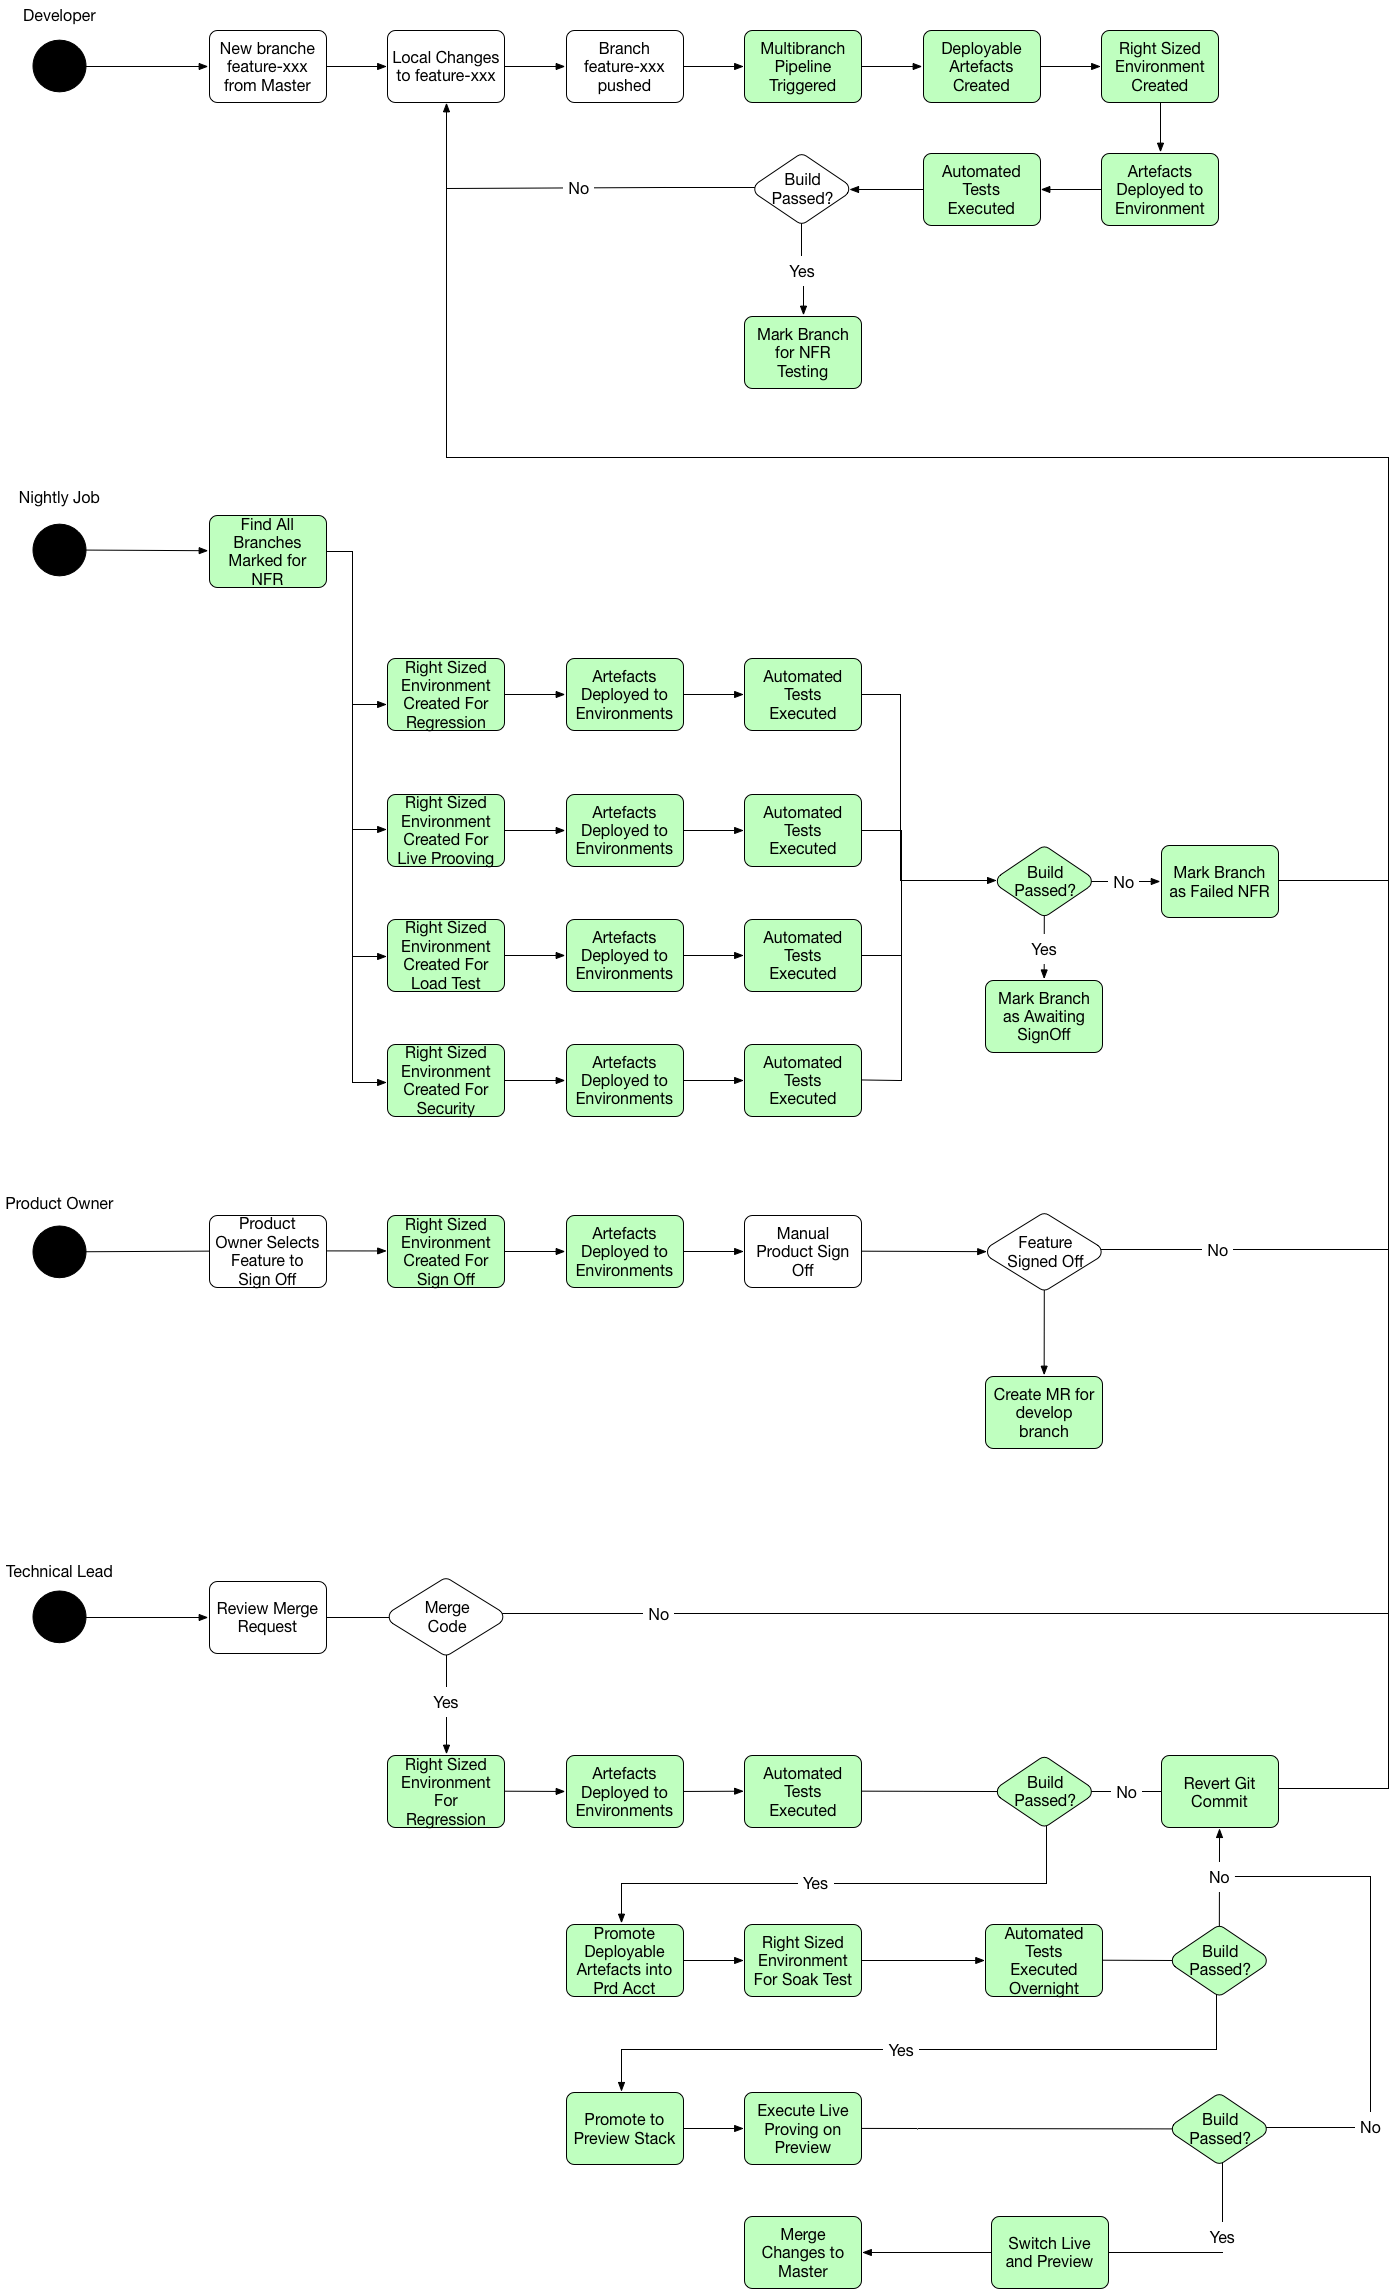 Developer
New branche
feature-xxx
from Master
Local Changes
to feature-xxx
Branch
feature-xxx
pushed
Multibranch
Pipeline
Triggered
Deployable
Artefacts
Created
Right Sized
Environment
Created
Artefacts
Deployed to
Environment
Automated
Tests
Executed
Build
Passed?
No
Yes
Mark Branch
for NFR
Testing
Nightly Job
Find All
Branches
Marked for
NFR
Right Sized
Environment
Created For
Regression
Artefacts
Deployed to
Environments
Automated
Tests
Executed
Right Sized
Environment
Created For
Live Prooving
Artefacts
Deployed to
Environments
Automated
Tests
Executed
Right Sized
Environment
Created For
Load Test
Artefacts
Deployed to
Environments
Automated
Tests
Executed
Right Sized
Environment
Created For
Security
Artefacts
Deployed to
Environments
Automated
Tests
Executed
Build
Passed?
No
Mark Branch
as Failed NFR
Yes
Mark Branch
as Awaiting
SignOff
Product Owner
Product
Owner Selects
Feature to
Sign Off
Right Sized
Environment
Created For
Sign Off
Artefacts
Deployed to
Environments
Manual
Product Sign
Off
Feature
Signed Off
No
Create MR for
develop
branch
Technical Lead
Review Merge
Request
Merge
Code
No
Yes
Right Sized
Environment
For
Regression
Artefacts
Deployed to
Environments
Automated
Tests
Executed
Build
Passed?
No
Revert Git
Commit
Yes
No
Promote
Deployable
Artefacts into
Prd Acct
Right Sized
Environment
For Soak Test
Automated
Tests
Executed
Overnight
Build
Passed?
Yes
Promote to
Preview Stack
Execute Live
Proving on
Preview
Build
Passed?
No
Yes
Switch Live
and Preview
Merge
Changes to
Master